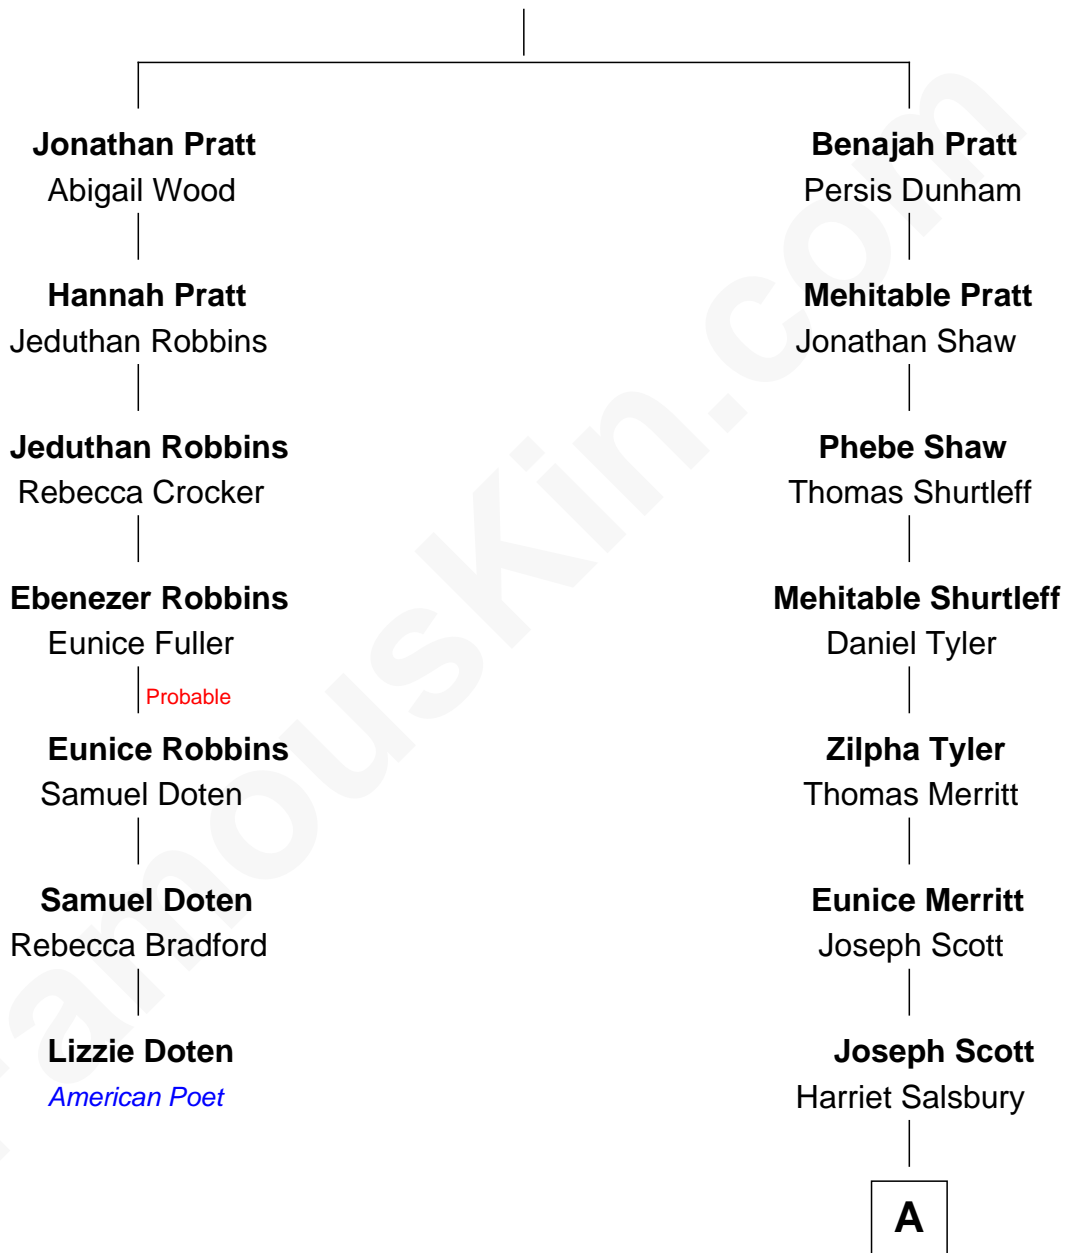 Jonathan Pratt
Abigail Wood
Hannah Pratt
Jeduthan Robbins
Jeduthan Robbins
Rebecca Crocker
Ebenezer Robbins
Eunice Fuller
Probable
Eunice Robbins
Samuel Doten
Samuel Doten
Rebecca Bradford
Lizzie Doten
American Poet
Benajah Pratt
Persis Dunham
Mehitable Pratt
Jonathan Shaw
Phebe Shaw
Thomas Shurtleff
Mehitable Shurtleff
Daniel Tyler
Zilpha Tyler
Thomas Merritt
Eunice Merritt
Joseph Scott
Joseph Scott
Harriet Salsbury
A
FamousKin.com